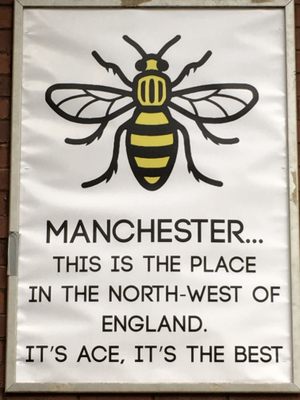 MANCHESTER...
THIS IS THE PLACE
IN THE NORTH-WEST OF
ENGLAND.
IT'S ACE, IT'S THE BEST